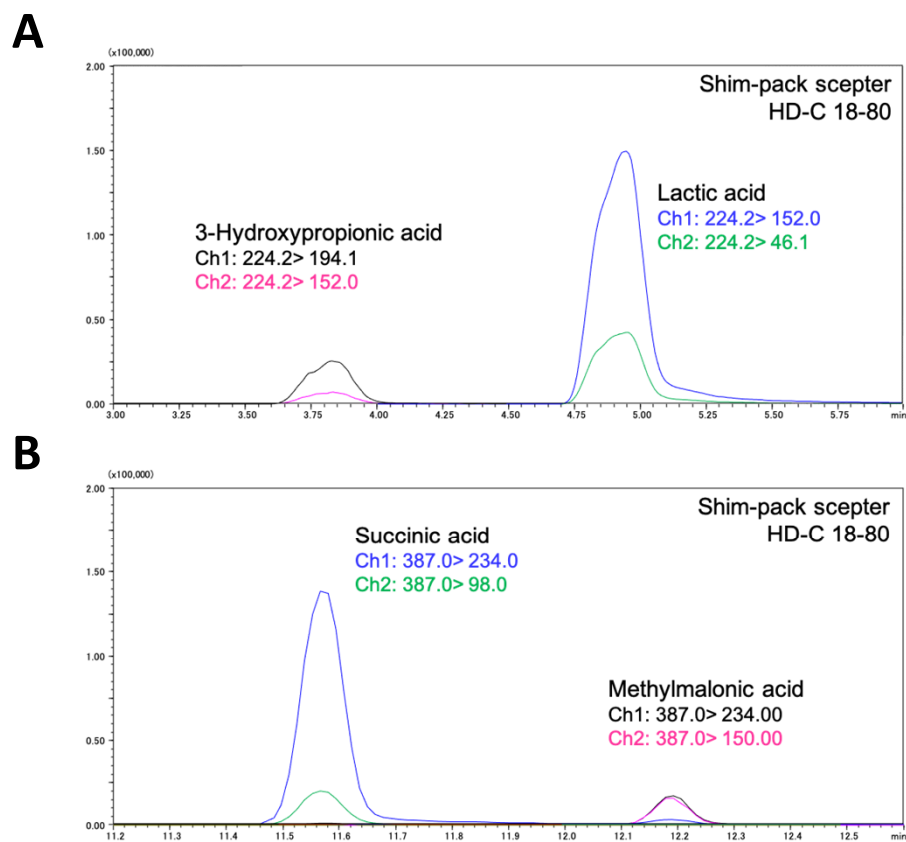 A
(x100,000)
2.00
1.50
1.00
0.50
0.00
Shim-pack scepter
HD-C 18-80
Lactic acid
Ch1: 224.2> 152.0
Ch2: 224.2> 46.1
3-Hydroxypropionic acid
Ch1: 224.2> 194.1
Ch2: 224.2> 152.0
3.00 3.25 3.50 3.75 4.00 4.25 4.50 4.75 5.00 5.25 5.50 5.75 min
B
(x100,000)
2.00
1.50
1.00
0.50
0.00
Shim-pack scepter
HD-C 18-80
Succinic acid
Ch1: 387.0> 234.0
Ch2: 387.0> 98.0
Methylmalonic acid
Ch1: 387.0> 234.00
Ch2: 387.0> 150.00
11.2 11.3 11.4 11.5 11.6 11.7 11.8 11.9 12.0 12.1 12.2 12.3 12.4 12.5 min